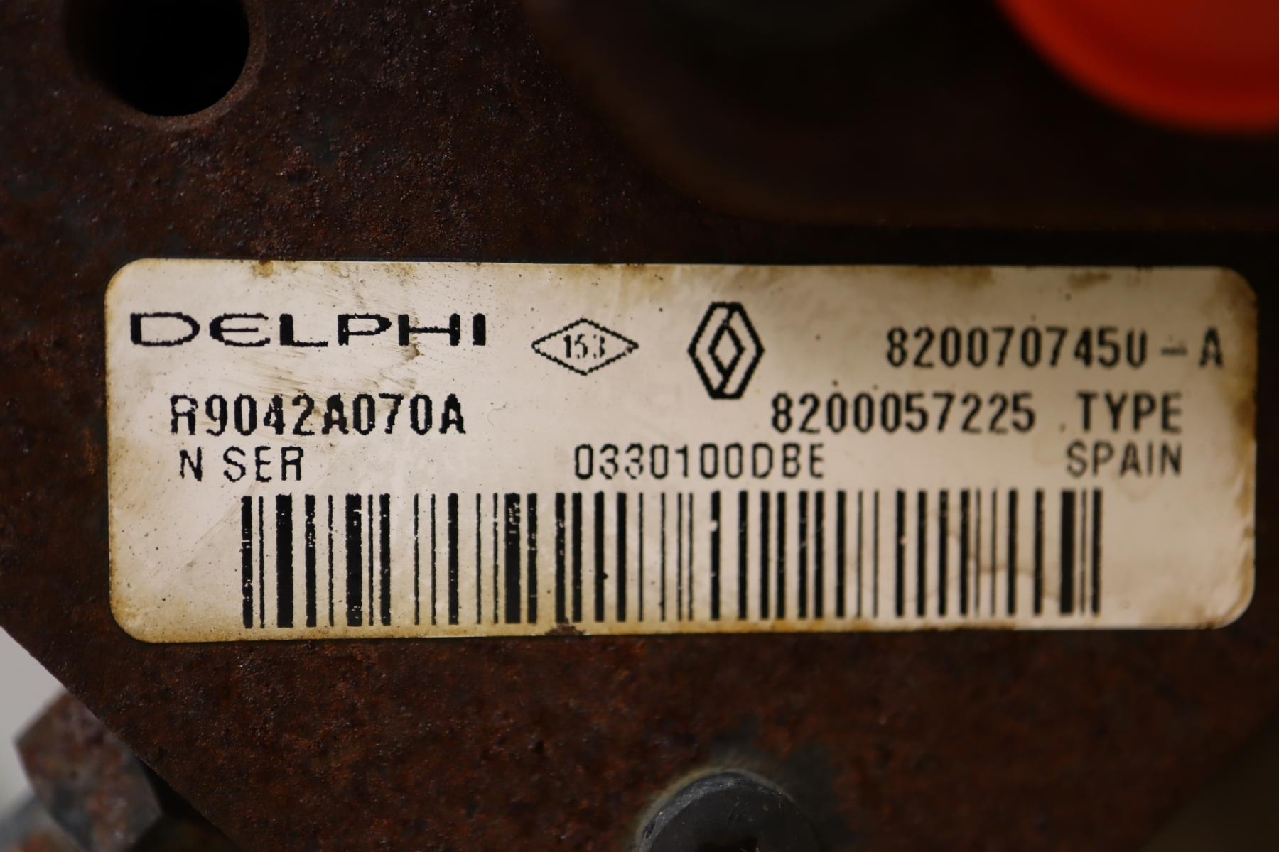 DELPHI 153 8200707450-A
R9042A070A 8200057225 TYPE
N SER 0330100DBE SPAIN